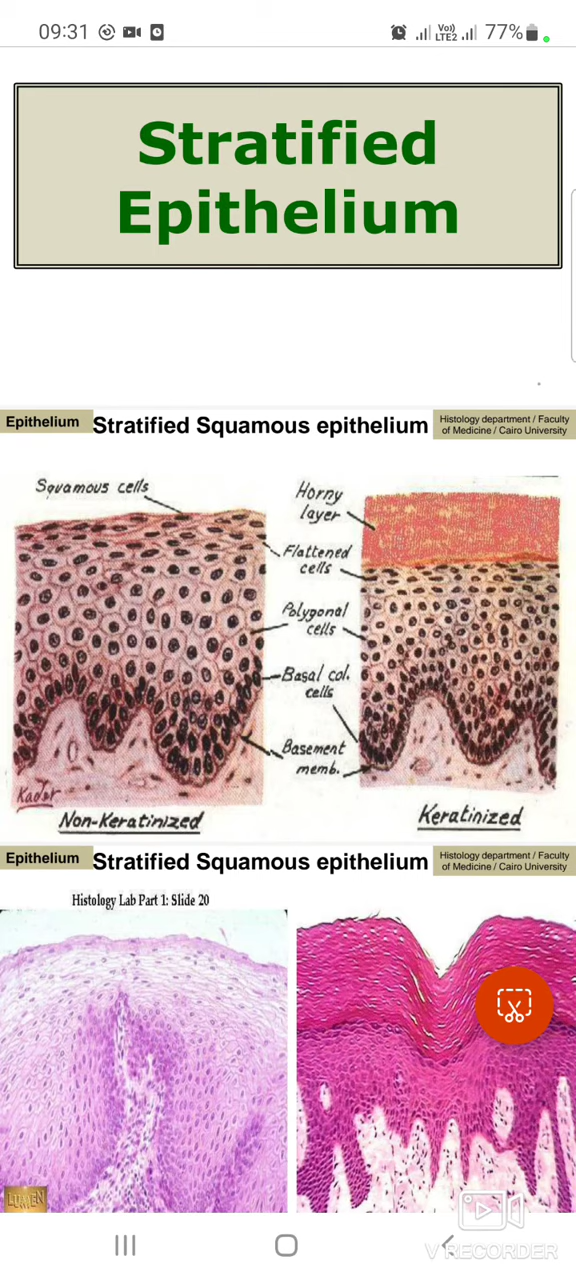 09:31
Vo))
LTE2
77%
Stratified
Epithelium
Epithelium
Stratified Squamous epithelium
Histology department / Faculty
of Medicine / Cairo University
Squamous cells
Horny
layer
Flattened
cells
Polygonal
cells
Basal col.
cells
Basement
memb.
Kader
Non-Keratinized
Keratinized
Epithelium
Stratified Squamous epithelium
Histology department / Faculty
of Medicine / Cairo University
Histology Lab Part 1: Slide 20
LUMEN
V RECORDER